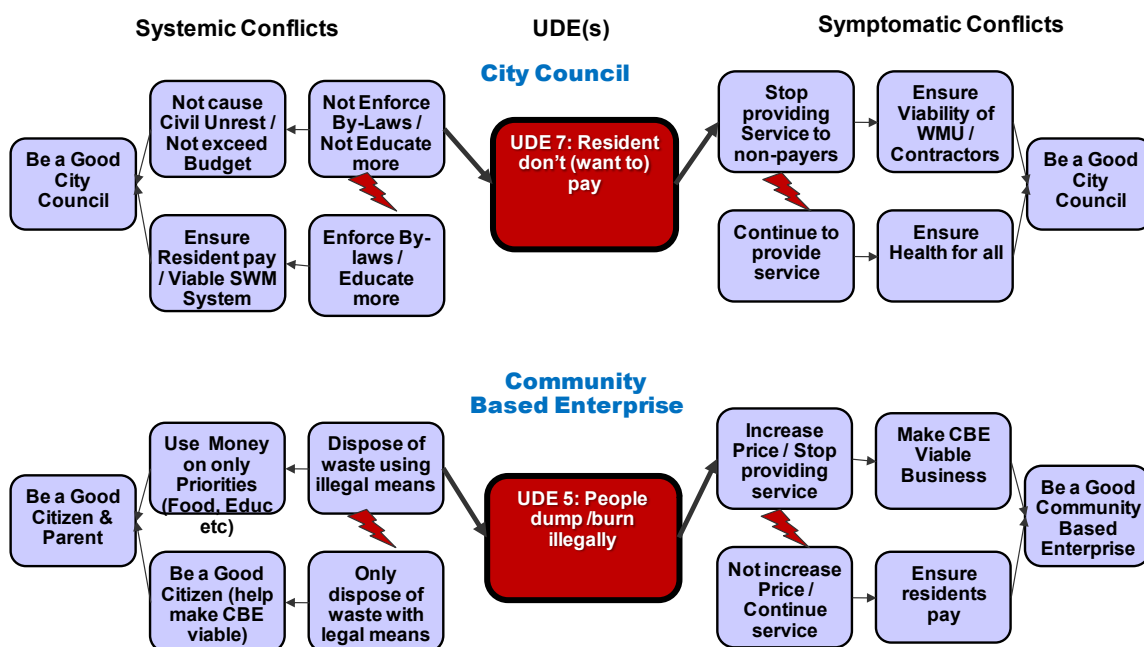 Systemic Conflicts
UDE(s)
Symptomatic Conflicts
City Council
Be a Good
City
Council
Not cause
Civil Unrest /
Not exceed
Budget
Not Enforce
By-Laws /
Not Educate
more
Ensure
Resident pay
/ Viable SWM
System
Enforce By-
laws /
Educate
more
UDE 7: Resident
don’t (want to)
pay
Stop
providing
Service to
non-payers
Ensure
Viability of
WMU /
Contractors
Continue to
provide
service
Ensure
Health for all
Be a Good
City
Council
Community
Based Enterprise
Be a Good
Citizen &
Parent
Use Money
on only
Priorities
(Food, Educ
etc)
Dispose of
waste using
illegal means
Be a Good
Citizen (help
make CBE
viable)
Only
dispose of
waste with
legal means
UDE 5: People
dump /burn
illegally
Increase
Price / Stop
providing
service
Make CBE
Viable
Business
Not increase
Price /
Continue
service
Ensure
residents
pay
Be a Good
Community
Based
Enterprise